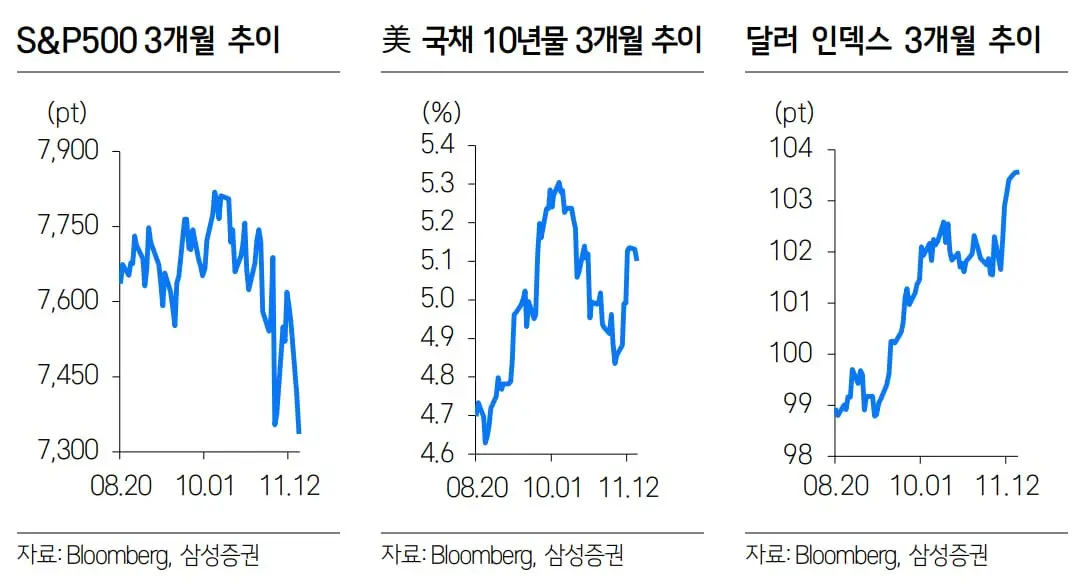 S&P500 3개월 추이
(pt)
7,900
7,750
7,600
7,450
7,300
08.20 10.01 11.12
자료: Bloomberg, 삼성증권
美 국채 10년물 3개월 추이
(%)
5.4
5.3
5.2
5.1
5.0
4.9
4.8
4.7
4.6
08.20 10.01 11.12
자료: Bloomberg, 삼성증권
달러 인덱스 3개월 추이
(pt)
104
103
102
101
100
99
98
08.20 10.01 11.12
자료: Bloomberg, 삼성증권